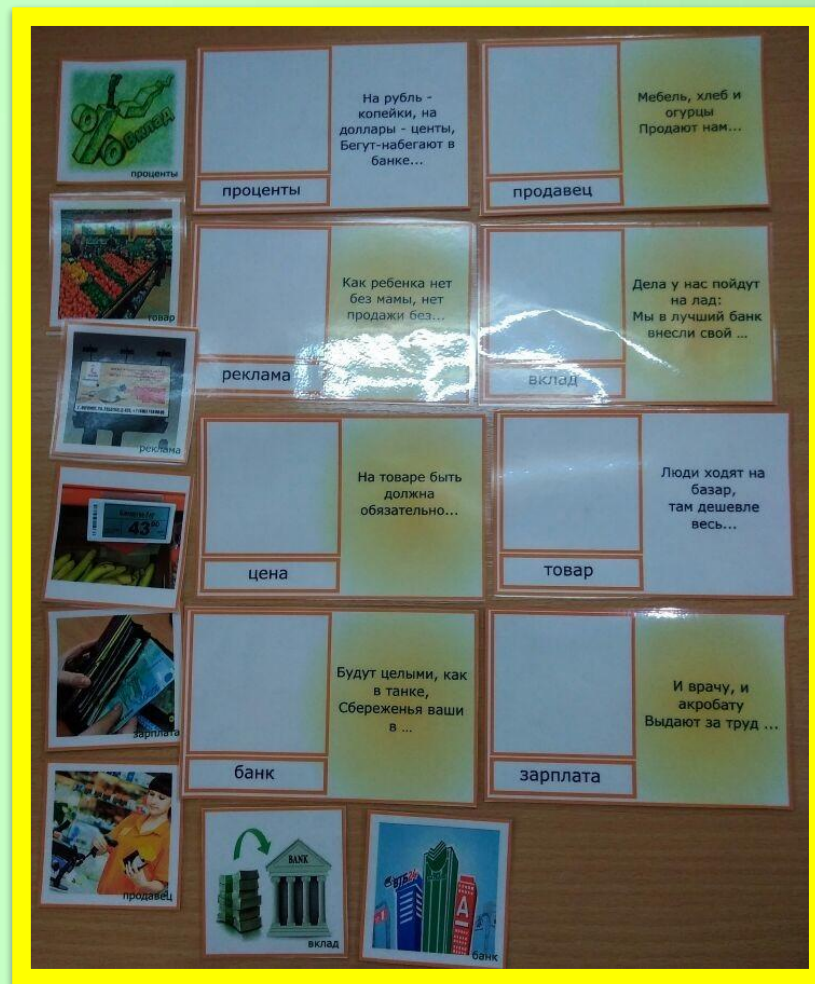 Вклад
проценты
На рубль -
копейки, на
доллары - центы,
Бегут-набегают в
банке...
проценты
Мебель, хлеб и
огурцы
Продают нам...
продавец
товар
Как ребенка нет
без мамы, нет
продажи без...
реклама
Дела у нас пойдут
на лад:
Мы в лучший банк
внесли свой ...
вклад
реклама
На товаре быть
должна
обязательно...
цена
Люди ходят на
базар,
там дешевле
весь...
товар
43
зарплата
Будут целыми, как
в танке,
Сбереженья ваши
в ...
банк
И врачу, и
акробату
Выдают за труд ...
зарплата
продавец
BANK
вклад
А
банк